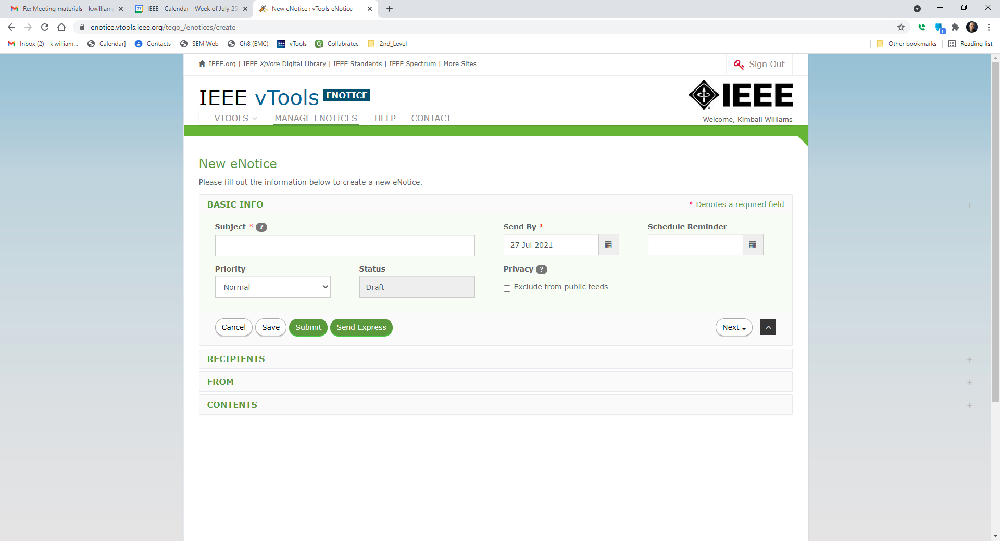 Re: Meeting materials - k.williams
IEEE - Calendar - Week of July 25
New eNotice : vTools eNotice
enotice.vtools.ieee.org/tego_/enotices/create
1
Inbox (2) - k.william...
Calendar]
Contacts
SEM Web
Ch8 (EMC)
IEEE
vTools
Collabratec
2nd_Level
Other bookmarks
Reading list
IEEE.org | IEEE Xplore Digital Library | IEEE Standards | IEEE Spectrum | More Sites
Sign Out
IEEE vTools ENOTICE
IEEE
VTOOLS
MANAGE ENOTICES
HELP
CONTACT
Welcome, Kimball Williams
New eNotice
Please fill out the information below to create a new eNotice.
BASIC INFO
* Denotes a required field
+
Subject * ?
Send By *
Schedule Reminder
27 Jul 2021
Priority
Status
Privacy ?
Normal
Draft
Exclude from public feeds
Cancel
Save
Submit
Send Express
Next
RECIPIENTS
+
FROM
+
CONTENTS
+